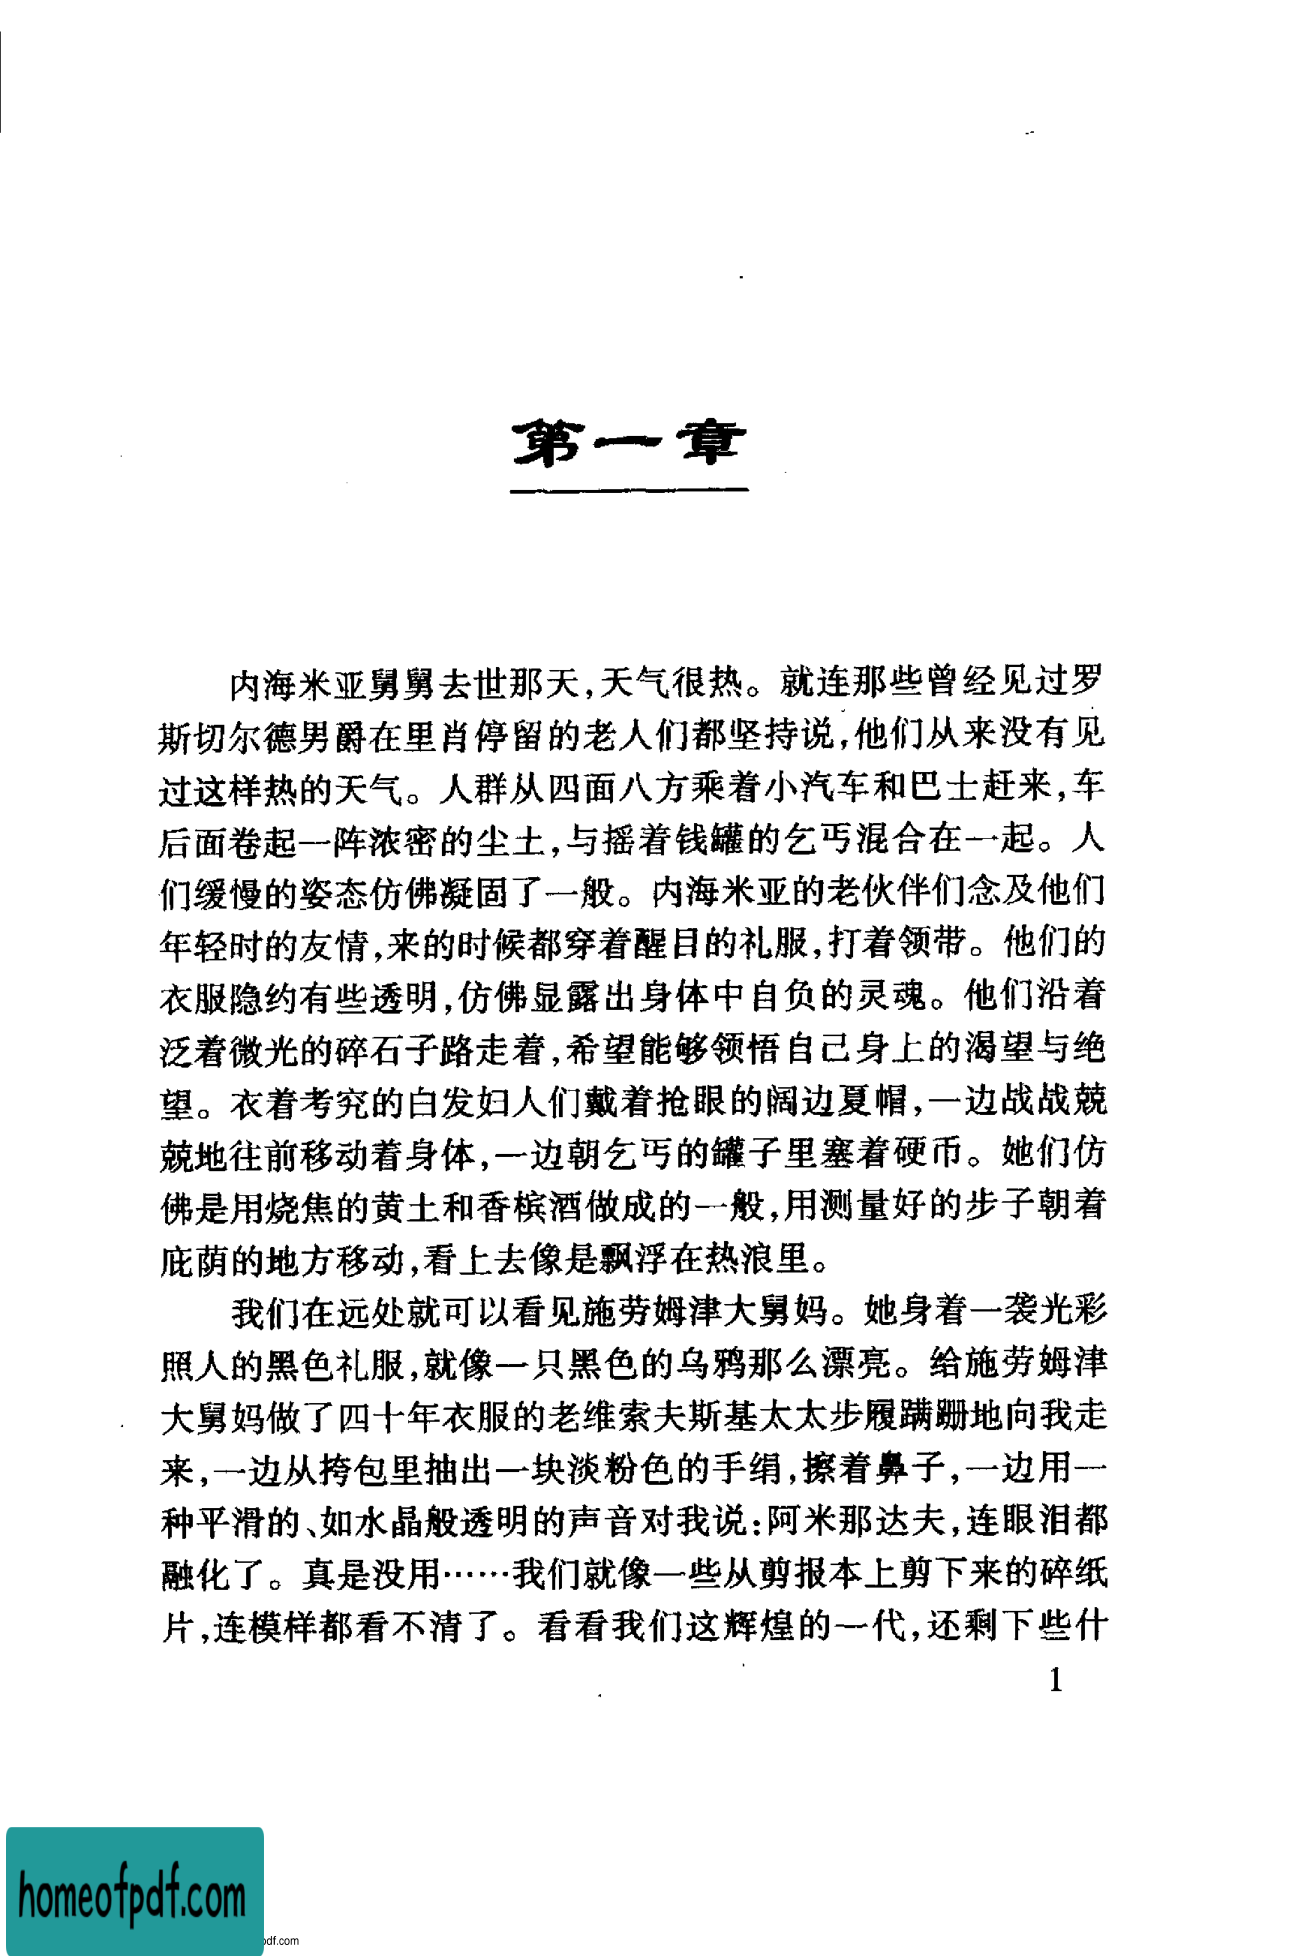 第一章
内海米亚舅舅去世那天,天气很热。就连那些曾经见过罗
斯切尔德男爵在里肖停留的老人们都坚持说,他们从来没有见
过这样热的天气。人群从四面八方乘着小汽车和巴士赶来,车
后面卷起一阵浓密的尘土,与摇着钱罐的乞丐混合在一起。人
们缓慢的姿态仿佛凝固了一般。内海米亚的老伙伴们念及他们
年轻时的友情,来的时候都穿着醒目的礼服,打着领带。他们的
衣服隐约有些透明,仿佛显露出身体中自负的灵魂。他们沿着
泛着微光的碎石子路走着,希望能够领悟自己身上的渴望与绝
望。衣着考究的白发妇人们戴着抢眼的阔边夏帽,一边战战兢
兢地往前移动着身体,一边朝乞丐的罐子里塞着硬币。她们仿
佛是用烧焦的黄土和香槟酒做成的一般,用测量好的步子朝着
庇荫的地方移动,看上去像是飘浮在热浪里。
我们在远处就可以看见施劳姆津大舅妈。她身着一袭光彩
照人的黑色礼服,就像一只黑色的乌鸦那么漂亮。给施劳姆津
大舅妈做了四十年衣服的老维索夫斯基太太步履蹒跚地向我走
来,一边从挎包里抽出一块淡粉色的手绢,擦着鼻子,一边用一
种平滑的、如水晶般透明的声音对我说:阿米那达夫,连眼泪都
融化了。真是没用……我们就像一些从剪报本上剪下来的碎纸
片,连模样都看不清了。看看我们这辉煌的一代,还剩下些什
1
homeofpdf.com
pdf.com